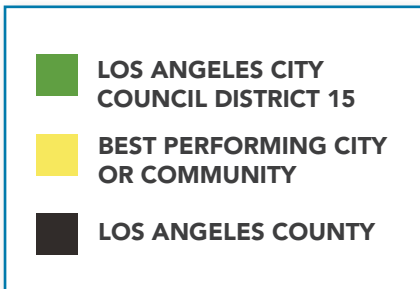 LOS ANGELES CITY
COUNCIL DISTRICT 15
BEST PERFORMING CITY
OR COMMUNITY
LOS ANGELES COUNTY